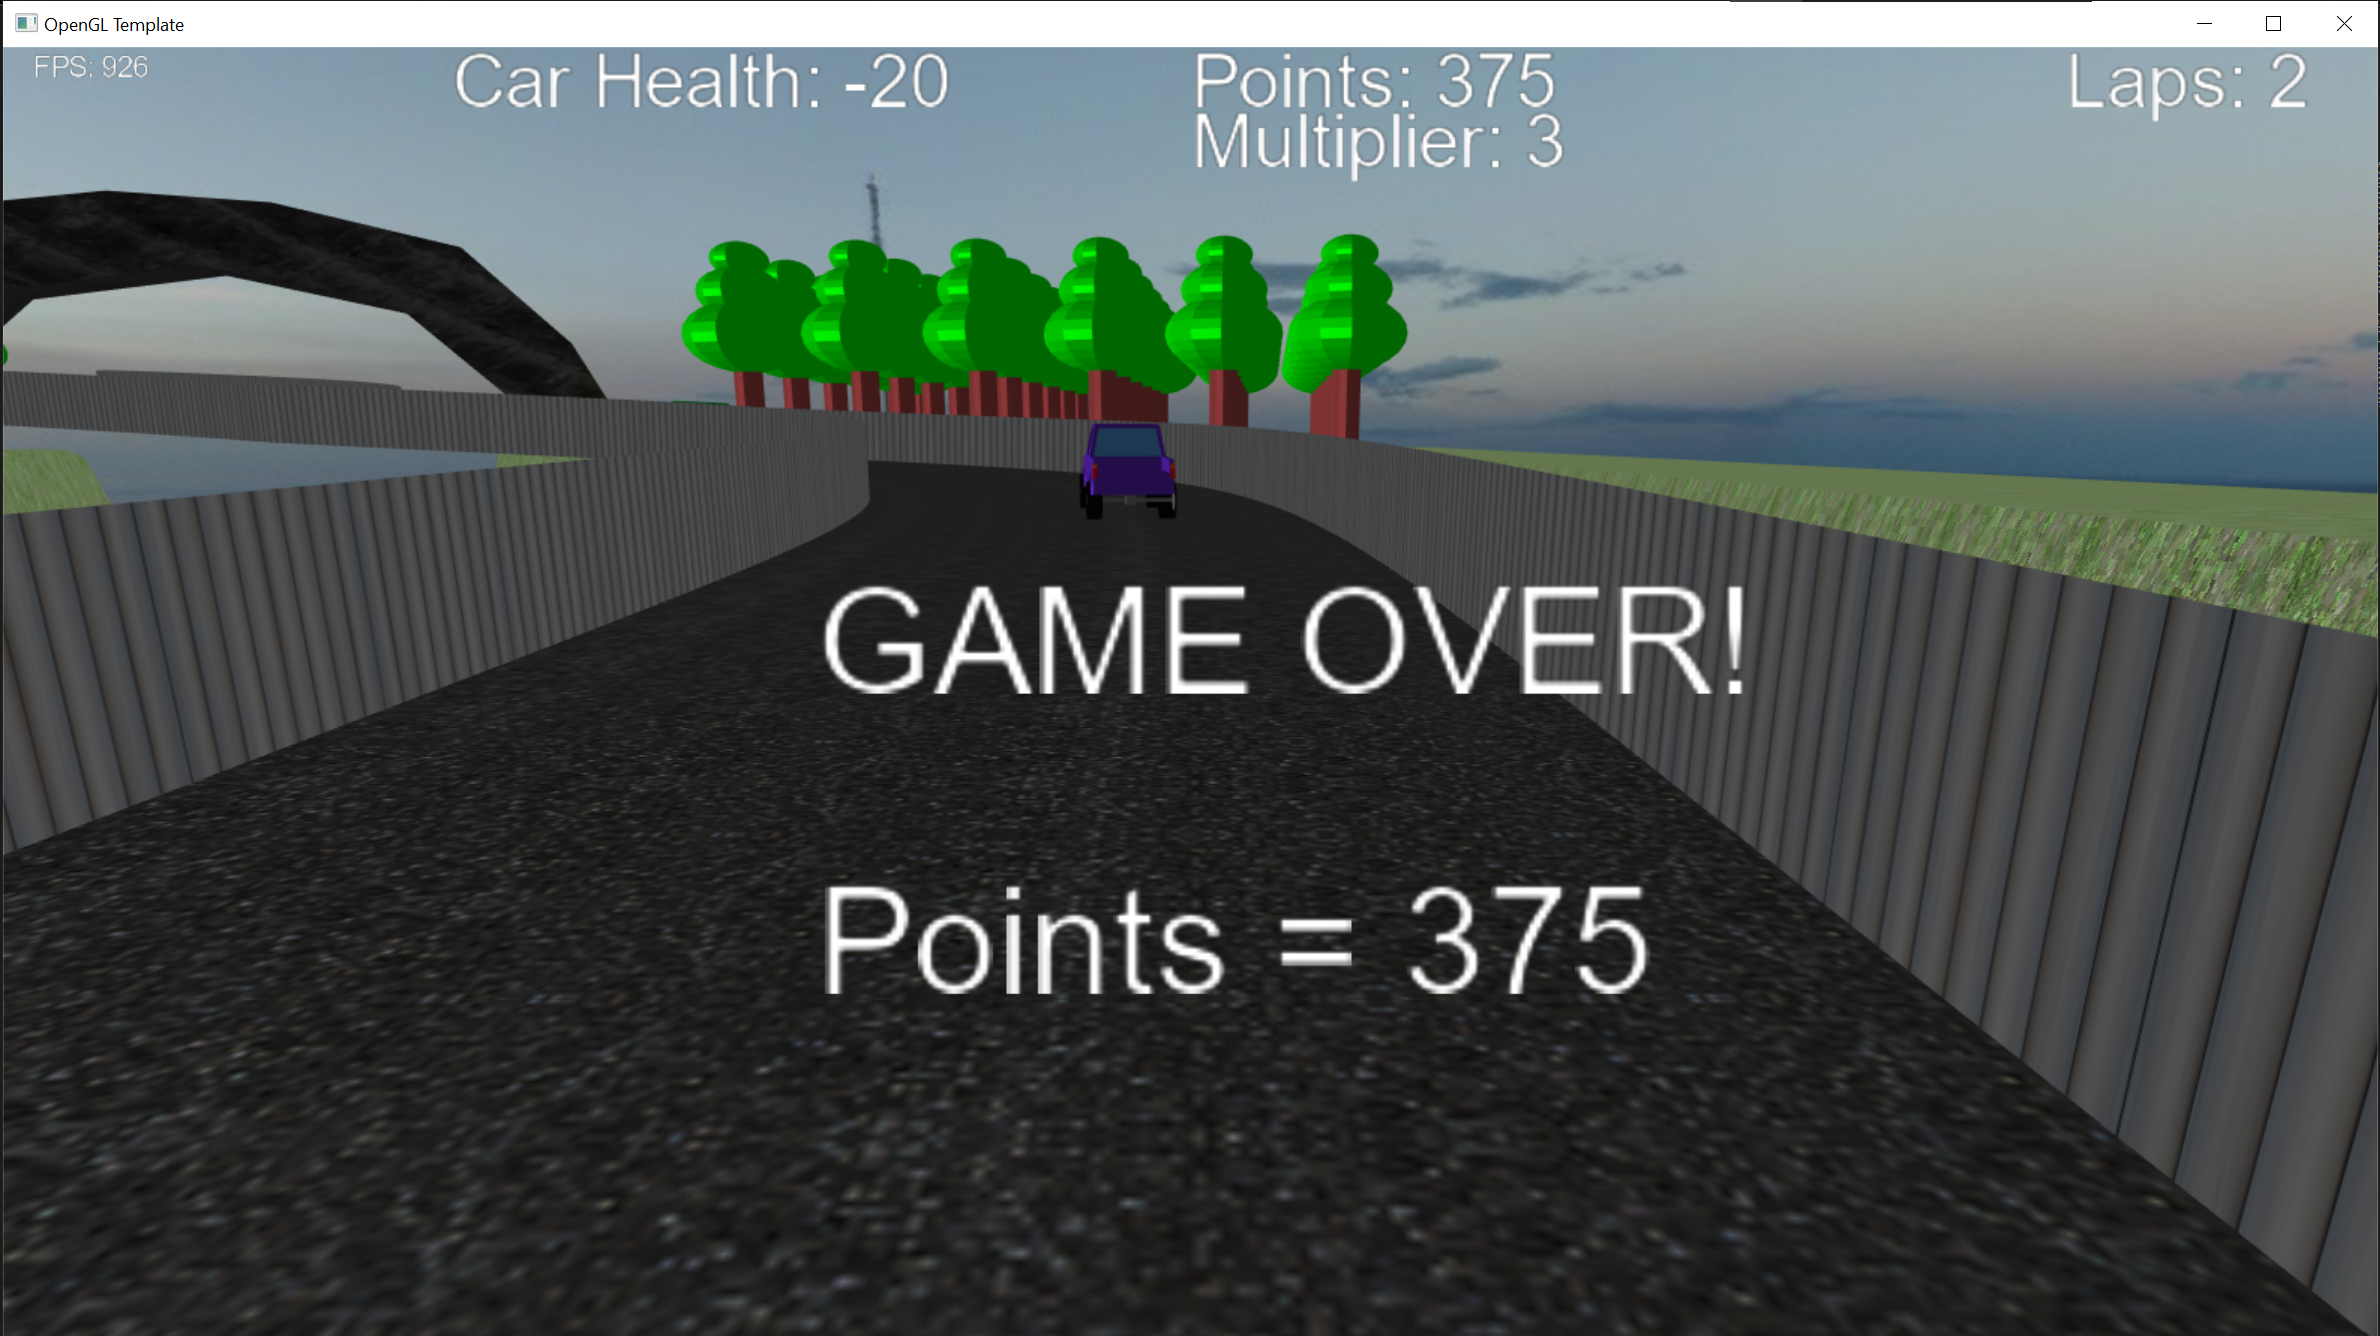 OpenGL Template
FPS: 926
Car Health: -20
Points: 375
Laps: 2
Multiplier: 3
GAME OVER!
Points = 375